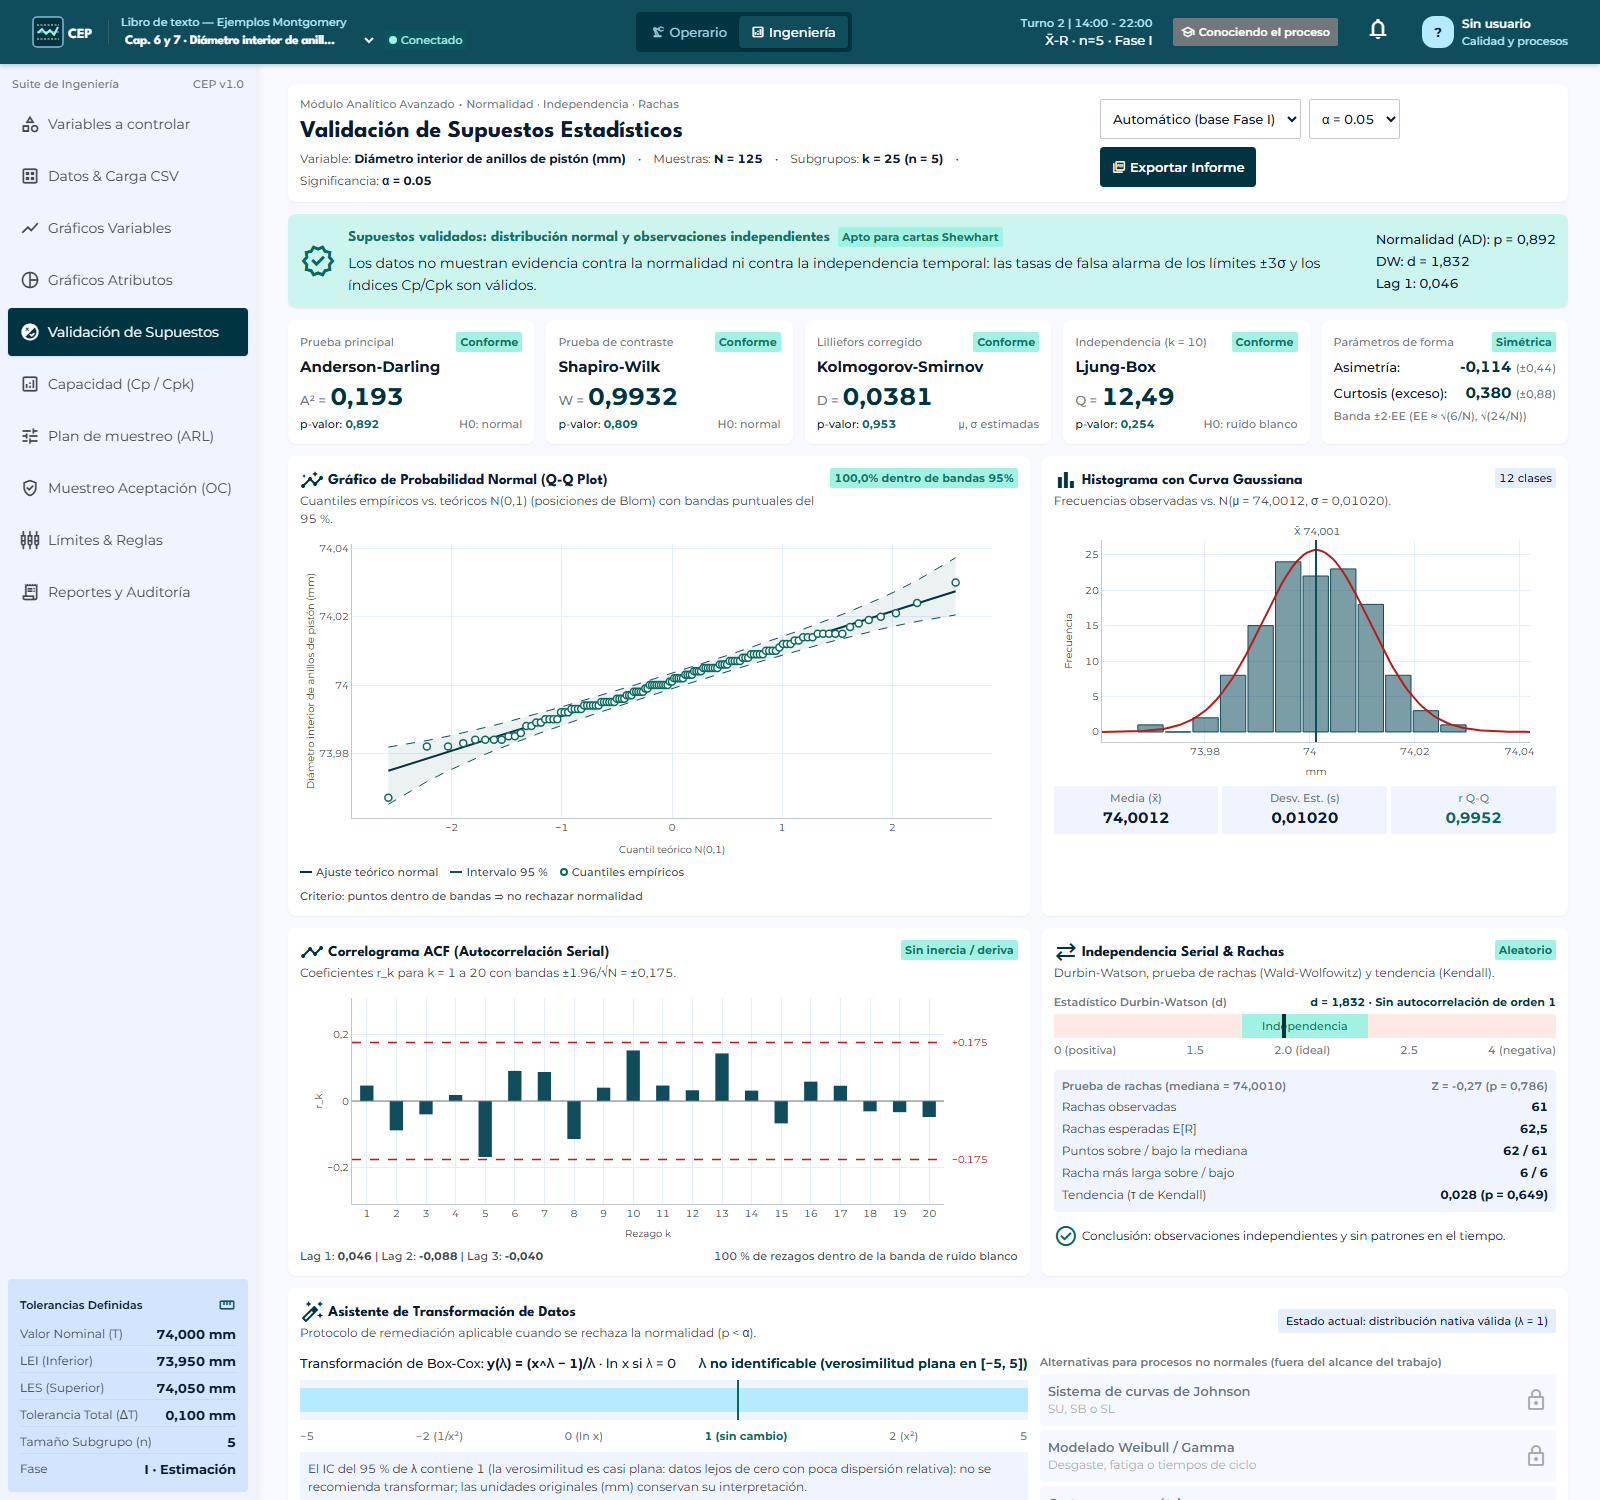 CEP
Libro de texto — Ejemplos Montgomery
Cap. 6 y 7 · Diámetro interior de anill...
Conectado
Operario
Ingeniería
Turno 2 | 14:00 - 22:00
X̄-R · n=5 · Fase I
Conociendo el proceso
?
Sin usuario
Calidad y procesos
Suite de Ingeniería
CEP v1.0
Variables a controlar
Datos & Carga CSV
Gráficos Variables
Gráficos Atributos
Validación de Supuestos
Capacidad (Cp / Cpk)
Plan de muestreo (ARL)
Muestreo Aceptación (OC)
Límites & Reglas
Reportes y Auditoría
Tolerancias Definidas
Valor Nominal (T) 74,000 mm
LEI (Inferior) 73,950 mm
LES (Superior) 74,050 mm
Tolerancia Total (ΔT) 0,100 mm
Tamaño Subgrupo (n) 5
Fase I · Estimación
Módulo Analítico Avanzado · Normalidad · Independencia · Rachas
Validación de Supuestos Estadísticos
Variable: Diámetro interior de anillos de pistón (mm) · Muestras: N = 125 · Subgrupos: k = 25 (n = 5) ·
Significancia: α = 0.05
Automático (base Fase I)
α = 0.05
Exportar Informe
Supuestos validados: distribución normal y observaciones independientes
Apto para cartas Shewhart
Los datos no muestran evidencia contra la normalidad ni contra la independencia temporal: las tasas de falsa alarma de los límites ±3σ y los
índices Cp/Cpk son válidos.
Normalidad (AD): p = 0,892
DW: d = 1,832
Lag 1: 0,046
Prueba principal
Conforme
Anderson-Darling
A² = 0,193
p-valor: 0,892
H0: normal
Prueba de contraste
Conforme
Shapiro-Wilk
W = 0,9932
p-valor: 0,809
H0: normal
Lilliefors corregido
Conforme
Kolmogorov-Smirnov
D = 0,0381
p-valor: 0,953
μ, σ estimadas
Independencia (k = 10)
Conforme
Ljung-Box
Q = 12,49
p-valor: 0,254
H0: ruido blanco
Parámetros de forma
Simétrica
Asimetría: -0,114 (±0,44)
Curtosis (exceso): 0,380 (±0,88)
Banda ±2·EE (EE ≈ √(6/N), √(24/N))
Gráfico de Probabilidad Normal (Q-Q Plot)
100,0% dentro de bandas 95%
Cuantiles empíricos vs. teóricos N(0,1) (posiciones de Blom) con bandas puntuales del
95 %.
Diámetro interior de anillos de pistón (mm)
74,04
74,02
74
73,98
−2 −1 0 1 2
Cuantil teórico N(0,1)
Ajuste teórico normal
Intervalo 95 %
Cuantiles empíricos
Criterio: puntos dentro de bandas ⇒ no rechazar normalidad
Histograma con Curva Gaussiana
12 clases
Frecuencias observadas vs. N(μ = 74,0012, σ = 0,01020).
X̄ 74,001
Frecuencia
25
20
15
10
5
0
73,98 74 74,02 74,04
mm
Media (x̄)
74,0012
Desv. Est. (s)
0,01020
r Q-Q
0,9952
Correlograma ACF (Autocorrelación Serial)
Sin inercia / deriva
Coeficientes r_k para k = 1 a 20 con bandas ±1.96/√N = ±0,175.
r_k
0,2
0
−0,2
+0.175
−0.175
1 2 3 4 5 6 7 8 9 10 11 12 13 14 15 16 17 18 19 20
Rezago k
Lag 1: 0,046 | Lag 2: -0,088 | Lag 3: -0,040
100 % de rezagos dentro de la banda de ruido blanco
Independencia Serial & Rachas
Aleatorio
Durbin-Watson, prueba de rachas (Wald-Wolfowitz) y tendencia (Kendall).
Estadístico Durbin-Watson (d)
d = 1,832 · Sin autocorrelación de orden 1
Independencia
0 (positiva) 1.5 2.0 (ideal) 2.5 4 (negativa)
Prueba de rachas (mediana = 74,0010) Z = -0,27 (p = 0,786)
Rachas observadas 61
Rachas esperadas E[R] 62,5
Puntos sobre / bajo la mediana 62 / 61
Racha más larga sobre / bajo 6 / 6
Tendencia (τ de Kendall) 0,028 (p = 0,649)
Conclusión: observaciones independientes y sin patrones en el tiempo.
Asistente de Transformación de Datos
Protocolo de remediación aplicable cuando se rechaza la normalidad (p < α).
Estado actual: distribución nativa válida (λ = 1)
Transformación de Box-Cox: y(λ) = (x^λ − 1)/λ · ln x si λ = 0
λ no identificable (verosimilitud plana en [−5, 5])
−5 −2 (1/x²) 0 (ln x) 1 (sin cambio) 2 (x²) 5
El IC del 95 % de λ contiene 1 (la verosimilitud es casi plana: datos lejos de cero con poca dispersión relativa): no se
recomienda transformar; las unidades originales (mm) conservan su interpretación.
Alternativas para procesos no normales (fuera del alcance del trabajo)
Sistema de curvas de Johnson
SU, SB o SL
Modelado Weibull / Gamma
Desgaste, fatiga o tiempos de ciclo